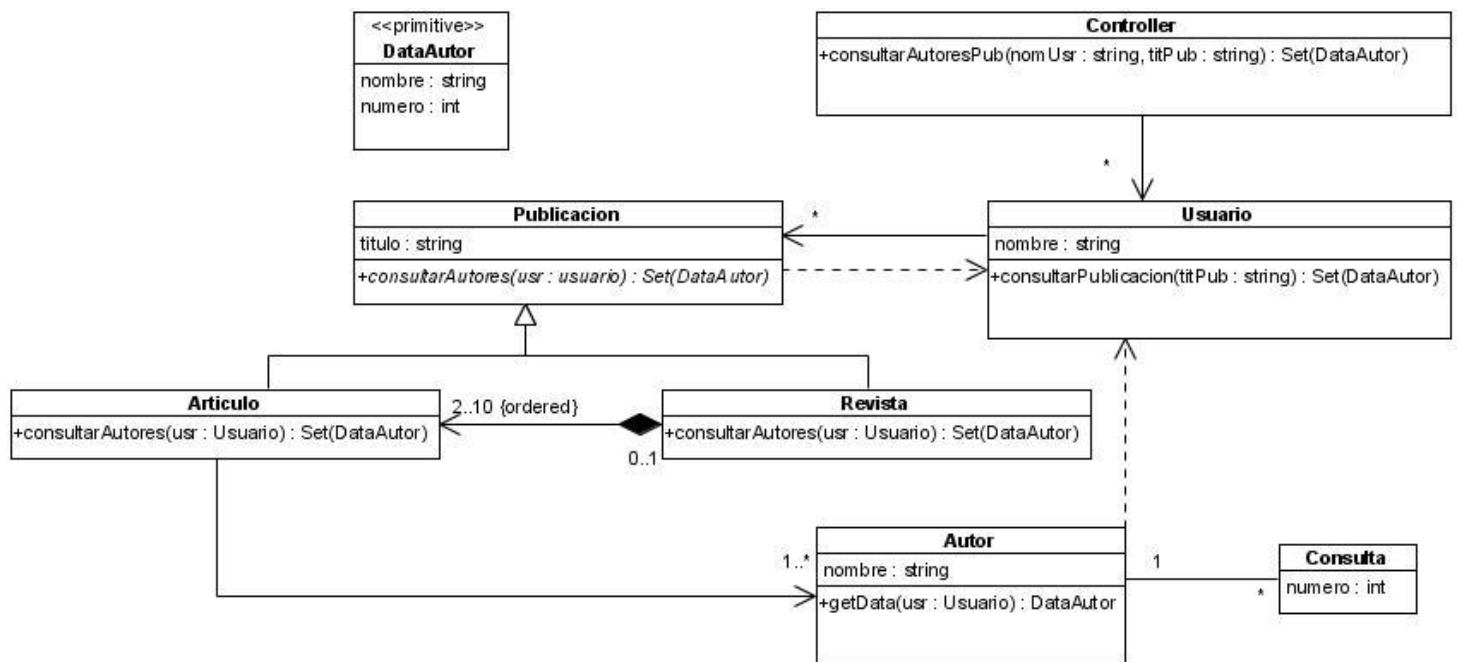 <<primitive>>
DataAutor
nombre : string
numero : int
Controller
+consultarAutoresPub(nomUsr : string, titPub : string) : Set(DataAutor)
*
Publicacion
titulo : string
+consultarAutores(usr : usuario) : Set(DataAutor)
*
Usuario
nombre : string
+consultarPublicacion(titPub : string) : Set(DataAutor)
Articulo
+consultarAutores(usr : Usuario) : Set(DataAutor)
2..10 {ordered}
0..1
Revista
+consultarAutores(usr : Usuario) : Set(DataAutor)
1..*
Autor
nombre : string
+getData(usr : Usuario) : DataAutor
1
*
Consulta
numero : int